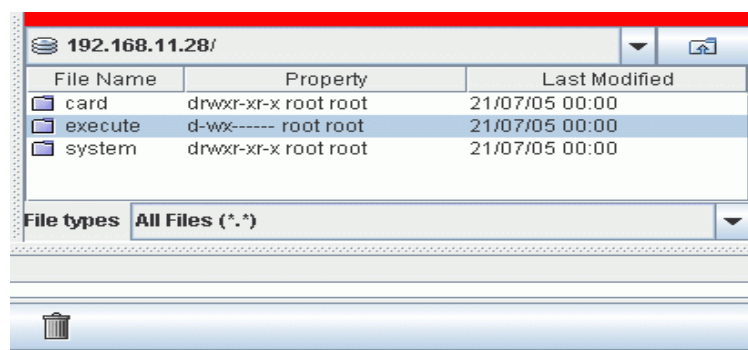 192.168.11.28/
File Name Property Last Modified
card drwxr-xr-x root root 21/07/05 00:00
execute d-wx------ root root 21/07/05 00:00
system drwxr-xr-x root root 21/07/05 00:00
File types All Files (*.*)